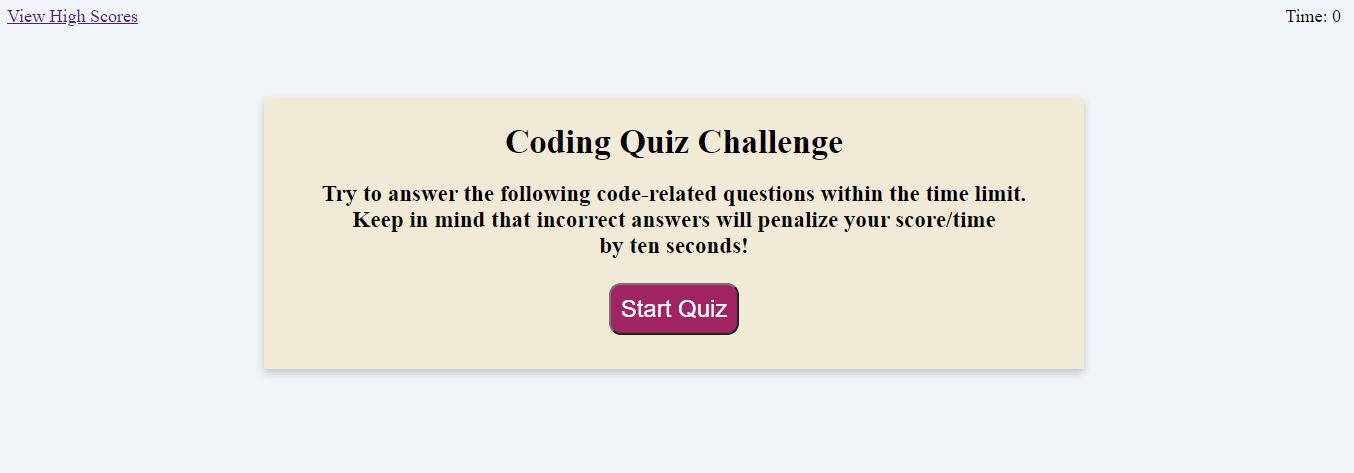 View High Scores
Time: 0
Coding Quiz Challenge
Try to answer the following code-related questions within the time limit.
Keep in mind that incorrect answers will penalize your score/time
by ten seconds!
Start Quiz